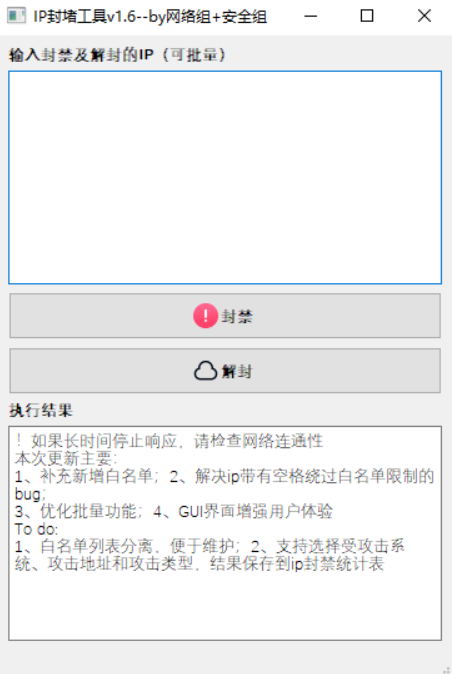 IP封堵工具v1.6--by网络组+安全组
输入封禁及解封的IP（可批量）
封禁
解封
执行结果
！如果长时间停止响应，请检查网络连通性
本次更新主要：
1、补充新增白名单；2、解决ip带有空格绕过白名单限制的
bug；
3、优化批量功能；4、GUI界面增强用户体验
To do:
1、白名单列表分离，便于维护；2、支持选择受攻击系
统、攻击地址和攻击类型，结果保存到ip封禁统计表